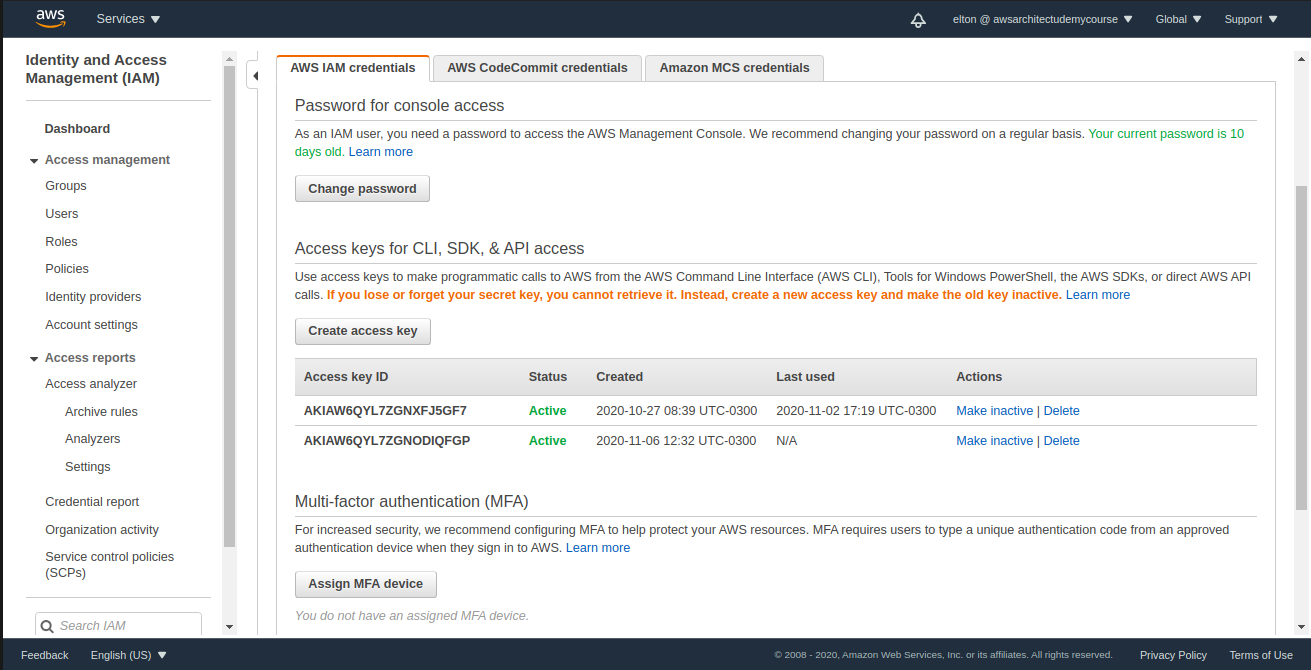 aws Services elton @ awsarchitectudemycourse Global Support
Identity and Access
Management (IAM)
Dashboard
Access management
Groups
Users
Roles
Policies
Identity providers
Account settings
Access reports
Access analyzer
Archive rules
Analyzers
Settings
Credential report
Organization activity
Service control policies
(SCPs)
Search IAM
AWS IAM credentials AWS CodeCommit credentials Amazon MCS credentials
Password for console access
As an IAM user, you need a password to access the AWS Management Console. We recommend changing your password on a regular basis. Your current password is 10
days old. Learn more
Change password
Access keys for CLI, SDK, & API access
Use access keys to make programmatic calls to AWS from the AWS Command Line Interface (AWS CLI), Tools for Windows PowerShell, the AWS SDKs, or direct AWS API
calls. If you lose or forget your secret key, you cannot retrieve it. Instead, create a new access key and make the old key inactive. Learn more
Create access key
Access key ID Status Created Last used Actions
AKIAW6QYL7ZGNXFJ5GF7 Active 2020-10-27 08:39 UTC-0300 2020-11-02 17:19 UTC-0300 Make inactive | Delete
AKIAW6QYL7ZGNODIQFGP Active 2020-11-06 12:32 UTC-0300 N/A Make inactive | Delete
Multi-factor authentication (MFA)
For increased security, we recommend configuring MFA to help protect your AWS resources. MFA requires users to type a unique authentication code from an approved
authentication device when they sign in to AWS. Learn more
Assign MFA device
You do not have an assigned MFA device.
Feedback English (US) © 2008 - 2020, Amazon Web Services, Inc. or its affiliates. All rights reserved. Privacy Policy Terms of Use